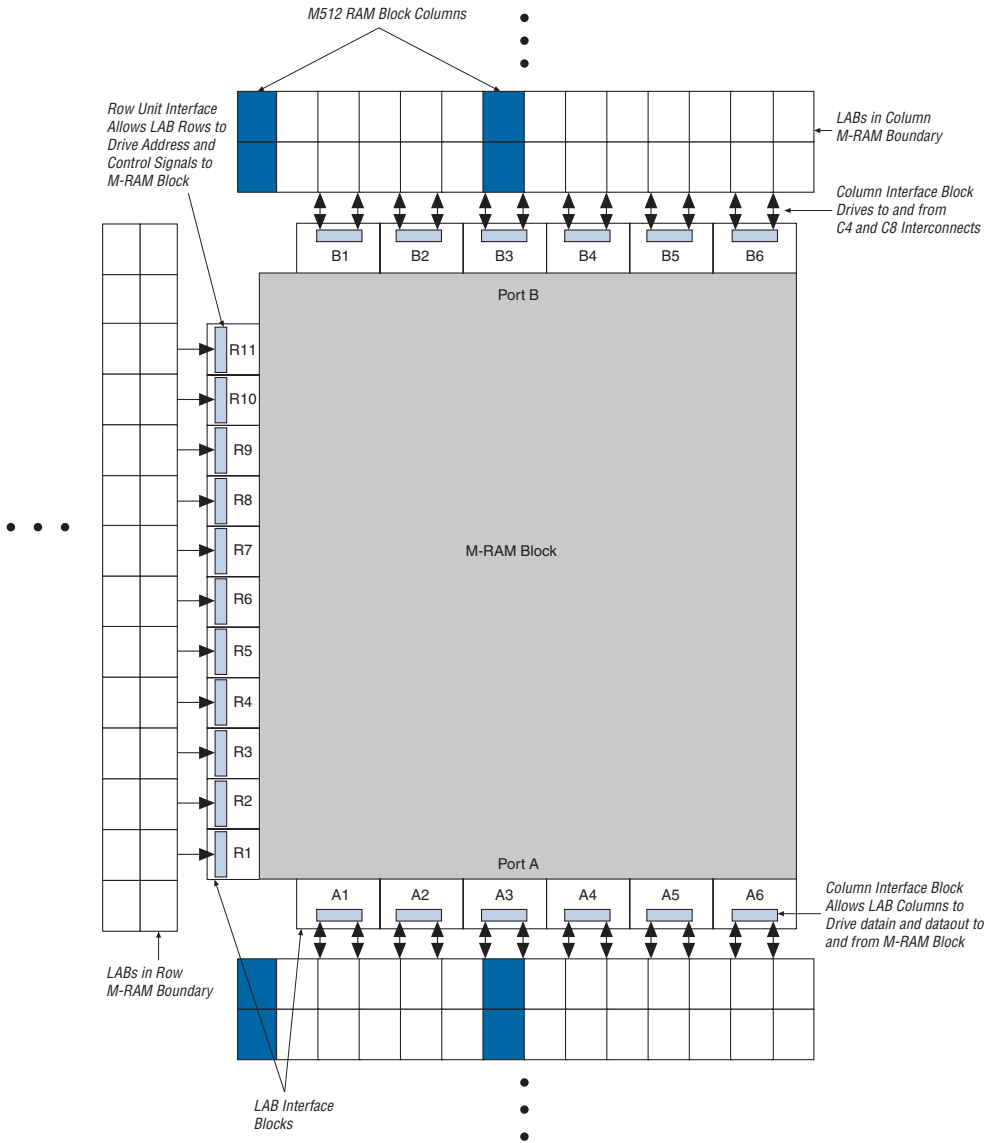 M512 RAM Block Columns
Row Unit Interface
Allows LAB Rows to
Drive Address and
Control Signals to
M-RAM Block
LABs in Column
M-RAM Boundary
Column Interface Block
Drives to and from
C4 and C8 Interconnects
B1
B2
B3
B4
B5
B6
Port B
R11
R10
R9
R8
R7
M-RAM Block
R6
R5
R4
R3
R2
R1
Port A
A1
A2
A3
A4
A5
A6
Column Interface Block
Allows LAB Columns to
Drive datain and dataout to
and from M-RAM Block
LABs in Row
M-RAM Boundary
LAB Interface
Blocks